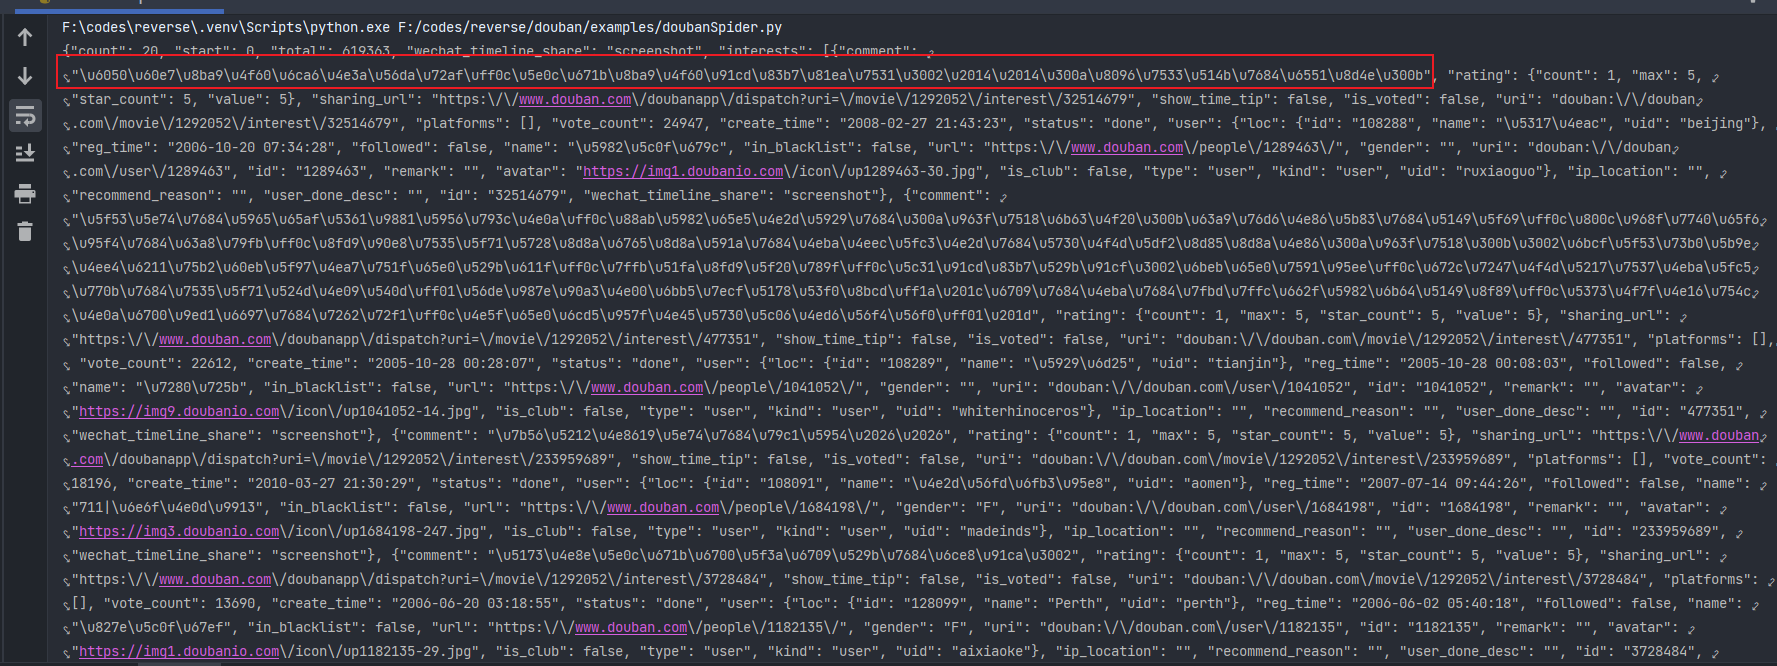 F:\codes\reverse\.venv\Scripts\python.exe F:/codes/reverse/douban/examples/doubanSpider.py
{"count": 20, "start": 0, "total": 619363, "wechat_timeline_share": "screenshot", "interests": [{"comment":
"\u6050\u60e7\u8ba9\u4f60\u6ca6\u4e3a\u56da\u72af\uff0c\u5e0c\u671b\u8ba9\u4f60\u91cd\u83b7\u81ea\u7531\u3002\u2014\u2014\u300a\u8096\u7533\u514b\u7684\u6551\u8d4e\u300b", "rating": {"count": 1, "max": 5,
"star_count": 5, "value": 5}, "sharing_url": "https:\/\/www.douban.com\/doubanapp\/dispatch?uri=\/movie\/1292052\/interest\/32514679", "show_time_tip": false, "is_voted": false, "uri": "douban:\/\/douban
.com\/movie\/1292052\/interest\/32514679", "platforms": [], "vote_count": 24947, "create_time": "2008-02-27 21:43:23", "status": "done", "user": {"loc": {"id": "108288", "name": "\u5317\u4eac", "uid": "beijing"},
"reg_time": "2006-10-20 07:34:28", "followed": false, "name": "\u5982\u5c0f\u679c", "in_blacklist": false, "url": "https:\/\/www.douban.com\/people\/1289463\/", "gender": "", "uri": "douban:\/\/douban
.com\/user\/1289463", "id": "1289463", "remark": "", "avatar": "https://img1.doubanio.com\/icon\/up1289463-30.jpg", "is_club": false, "type": "user", "kind": "user", "uid": "ruxiaoguo"}, "ip_location": "",
"recommend_reason": "", "user_done_desc": "", "id": "32514679", "wechat_timeline_share": "screenshot"}, {"comment":
"\u5f53\u5e74\u7684\u5965\u65af\u5361\u9881\u5956\u793c\u4e0a\uff0c\u88ab\u5982\u65e5\u4e2d\u5929\u7684\u300a\u963f\u7518\u6b63\u4f20\u300b\u63a9\u76d6\u4e86\u5b83\u7684\u5149\u5f69\uff0c\u800c\u968f\u7740\u65f6
\u95f4\u7684\u63a8\u79fb\uff0c\u8fd9\u90e8\u7535\u5f71\u5728\u8d8a\u6765\u8d8a\u591a\u7684\u4eba\u4eec\u5fc3\u4e2d\u7684\u5730\u4f4d\u5df2\u8d85\u8d8a\u4e86\u300a\u963f\u7518\u300b\u3002\u6bcf\u5f53\u73b0\u5b9e
\u4ee4\u6211\u75b2\u60eb\u5f97\u4ea7\u751f\u65e0\u529b\u611f\uff0c\u7ffb\u51fa\u8fd9\u5f20\u789f\uff0c\u5c31\u91cd\u83b7\u529b\u91cf\u3002\u6beb\u65e0\u7591\u95ee\uff0c\u672c\u7247\u4f4d\u5217\u7537\u4eba\u5fc5
\u770b\u7684\u7535\u5f71\u524d\u4e09\u540d\uff01\u56de\u987e\u90a3\u4e00\u6bb5\u7ecf\u5178\u53f0\u8bcd\uff1a\u201c\u6709\u7684\u4eba\u7684\u7fbd\u7ffc\u662f\u5982\u6b64\u5149\u8f89\uff0c\u5373\u4f7f\u4e16\u754c
\u4e0a\u6700\u9ed1\u6697\u7684\u7262\u72f1\uff0c\u4e5f\u65e0\u6cd5\u957f\u4e45\u5730\u5c06\u4ed6\u56f4\u56f0\uff01\u201d", "rating": {"count": 1, "max": 5, "star_count": 5, "value": 5}, "sharing_url":
"https:\/\/www.douban.com\/doubanapp\/dispatch?uri=\/movie\/1292052\/interest\/477351", "show_time_tip": false, "is_voted": false, "uri": "douban:\/\/douban.com\/movie\/1292052\/interest\/477351", "platforms": [],
"vote_count": 22612, "create_time": "2005-10-28 00:28:07", "status": "done", "user": {"loc": {"id": "108289", "name": "\u5929\u6d25", "uid": "tianjin"}, "reg_time": "2005-10-28 00:08:03", "followed": false,
"name": "\u7280\u725b", "in_blacklist": false, "url": "https:\/\/www.douban.com\/people\/1041052\/", "gender": "", "uri": "douban:\/\/douban.com\/user\/1041052", "id": "1041052", "remark": "", "avatar":
"https://img9.doubanio.com\/icon\/up1041052-14.jpg", "is_club": false, "type": "user", "kind": "user", "uid": "whiterhinoceros"}, "ip_location": "", "recommend_reason": "", "user_done_desc": "", "id": "477351",
"wechat_timeline_share": "screenshot"}, {"comment": "\u7b56\u5212\u4e8619\u5e74\u7684\u79c1\u5954\u2026\u2026", "rating": {"count": 1, "max": 5, "star_count": 5, "value": 5}, "sharing_url": "https:\/\/www.douban
.com\/doubanapp\/dispatch?uri=\/movie\/1292052\/interest\/233959689", "show_time_tip": false, "is_voted": false, "uri": "douban:\/\/douban.com\/movie\/1292052\/interest\/233959689", "platforms": [], "vote_count":
18196, "create_time": "2010-03-27 21:30:29", "status": "done", "user": {"loc": {"id": "108091", "name": "\u4e2d\u56fd\u6fb3\u95e8", "uid": "aomen"}, "reg_time": "2007-07-14 09:44:26", "followed": false, "name":
"711|\u6e6f\u4e0d\u9913", "in_blacklist": false, "url": "https:\/\/www.douban.com\/people\/1684198\/", "gender": "F", "uri": "douban:\/\/douban.com\/user\/1684198", "id": "1684198", "remark": "", "avatar":
"https://img3.doubanio.com\/icon\/up1684198-247.jpg", "is_club": false, "type": "user", "kind": "user", "uid": "madeinds"}, "ip_location": "", "recommend_reason": "", "user_done_desc": "", "id": "233959689",
"wechat_timeline_share": "screenshot"}, {"comment": "\u5173\u4e8e\u5e0c\u671b\u6700\u5f3a\u6709\u529b\u7684\u6ce8\u91ca\u3002", "rating": {"count": 1, "max": 5, "star_count": 5, "value": 5}, "sharing_url":
"https:\/\/www.douban.com\/doubanapp\/dispatch?uri=\/movie\/1292052\/interest\/3728484", "show_time_tip": false, "is_voted": false, "uri": "douban:\/\/douban.com\/movie\/1292052\/interest\/3728484", "platforms":
[], "vote_count": 13690, "create_time": "2006-06-20 03:18:55", "status": "done", "user": {"loc": {"id": "128099", "name": "Perth", "uid": "perth"}, "reg_time": "2006-06-02 05:40:18", "followed": false, "name":
"\u827e\u5c0f\u67ef", "in_blacklist": false, "url": "https:\/\/www.douban.com\/people\/1182135\/", "gender": "F", "uri": "douban:\/\/douban.com\/user\/1182135", "id": "1182135", "remark": "", "avatar":
"https://img1.doubanio.com\/icon\/up1182135-29.jpg", "is_club": false, "type": "user", "kind": "user", "uid": "aixiaoke"}, "ip_location": "", "recommend_reason": "", "user_done_desc": "", "id": "3728484",